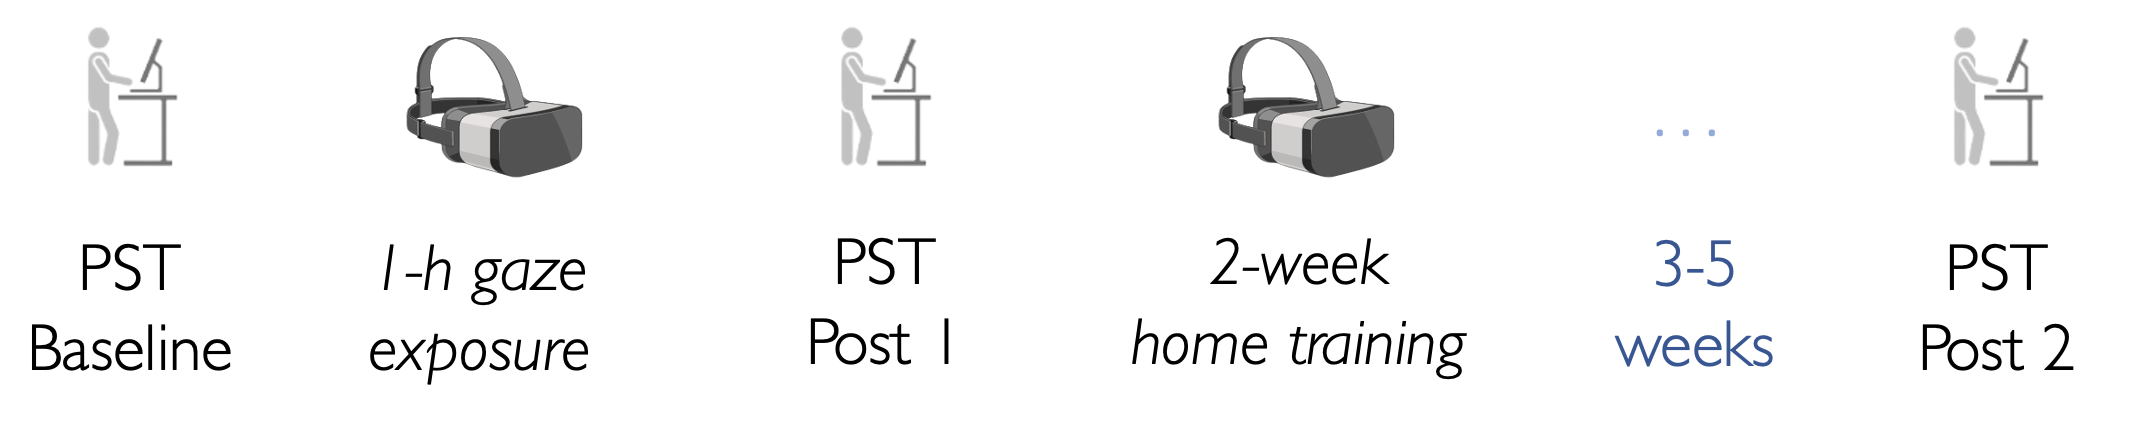 PST
Baseline
1-h gaze
exposure
PST
Post 1
2-week
home training
...
3-5
weeks
PST
Post 2